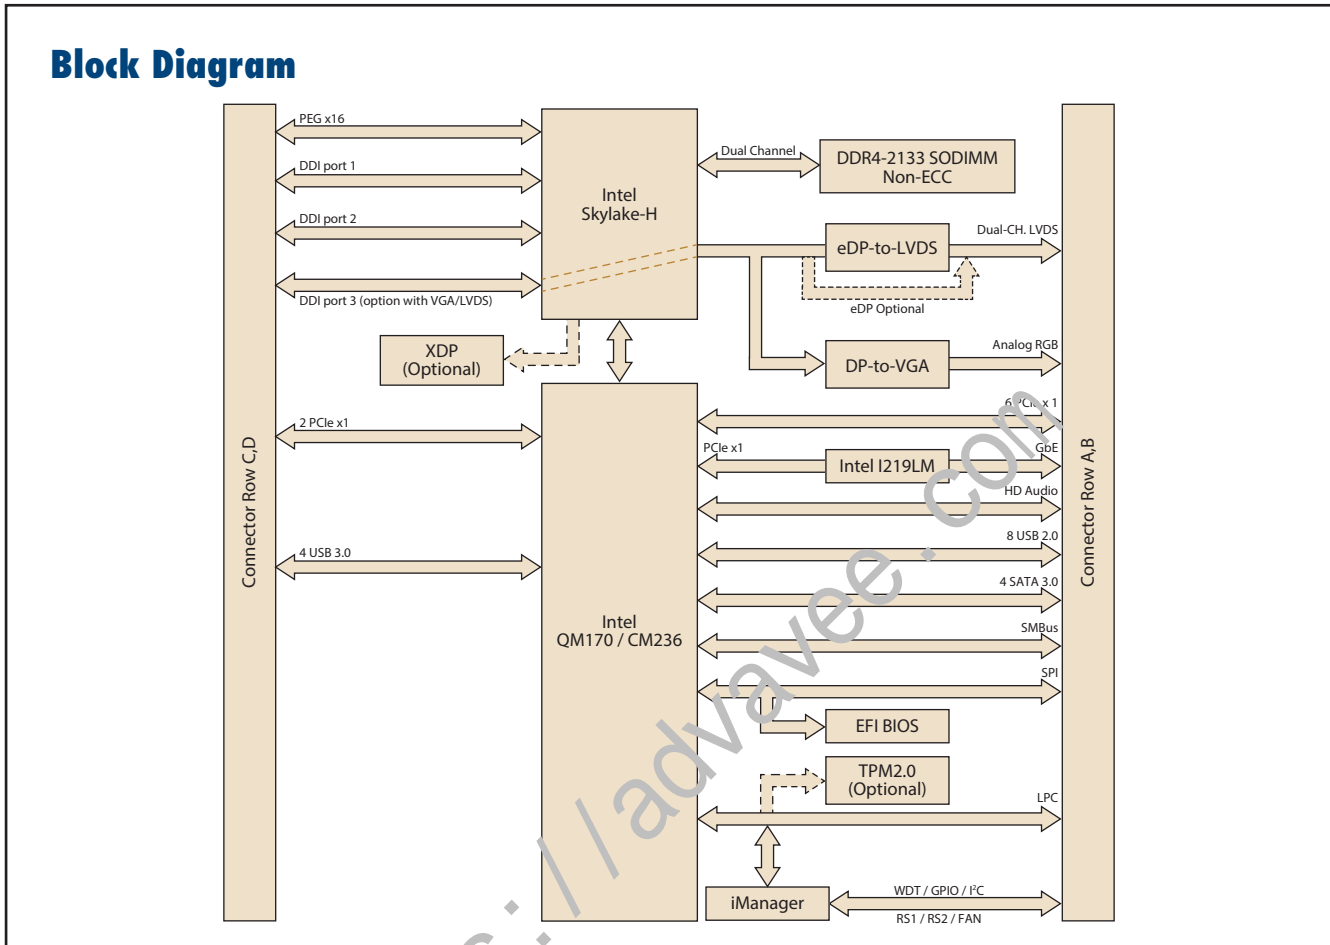 Block Diagram
PEG x16
DDI port 1
DDI port 2
DDI port 3 (option with VGA/LVDS)
Intel
Skylake-H
Dual Channel
DDR4-2133 SODIMM
Non-ECC
eDP-to-LVDS
Dual-CH. LVDS
eDP Optional
DP-to-VGA
Analog RGB
XDP
(Optional)
Connector Row C,D
2 PCIe x1
4 USB 3.0
Intel
QM170 / CM236
6 PCIe x 1
PCIe x1
Intel I219LM
GbE
HD Audio
8 USB 2.0
4 SATA 3.0
SMBus
SPI
EFI BIOS
TPM2.0
(Optional)
LPC
iManager
WDT / GPIO / I²C
RS1 / RS2 / FAN
Connector Row A,B
s://advavee.com